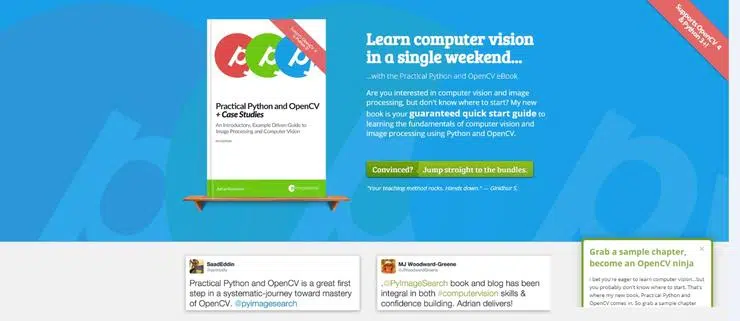 Supports OpenCV 4
& Python 3+!
Learn computer vision
in a single weekend...
...with the Practical Python and OpenCV eBook
Are you interested in computer vision and image
processing, but don't know where to start? My new
book is your guaranteed quick start guide to
learning the fundamentals of computer vision and
image processing using Python and OpenCV.
Convinced? Jump straight to the bundles.
"Your teaching method rocks. Hands down." — Giridhur S.
Practical Python and OpenCV
+ Case Studies
An Introductory, Example Driven Guide to
Image Processing and Computer Vision
Adrian Rosebrock
pyimagesearch
SaadEddin
Practical Python and OpenCV is a great first
step in a systematic-journey toward mastery
of OpenCV. @pyimagesearch
MJ Woodward-Greene
.@PyImageSearch book and blog has been
integral in both #computervision skills &
confidence building. Adrian delivers!
Grab a sample chapter,
become an OpenCV ninja
I bet you're eager to learn computer vision...but
you probably don't know where to start. That's
where my new book, Practical Python and
OpenCV comes in. So grab a sample chapter